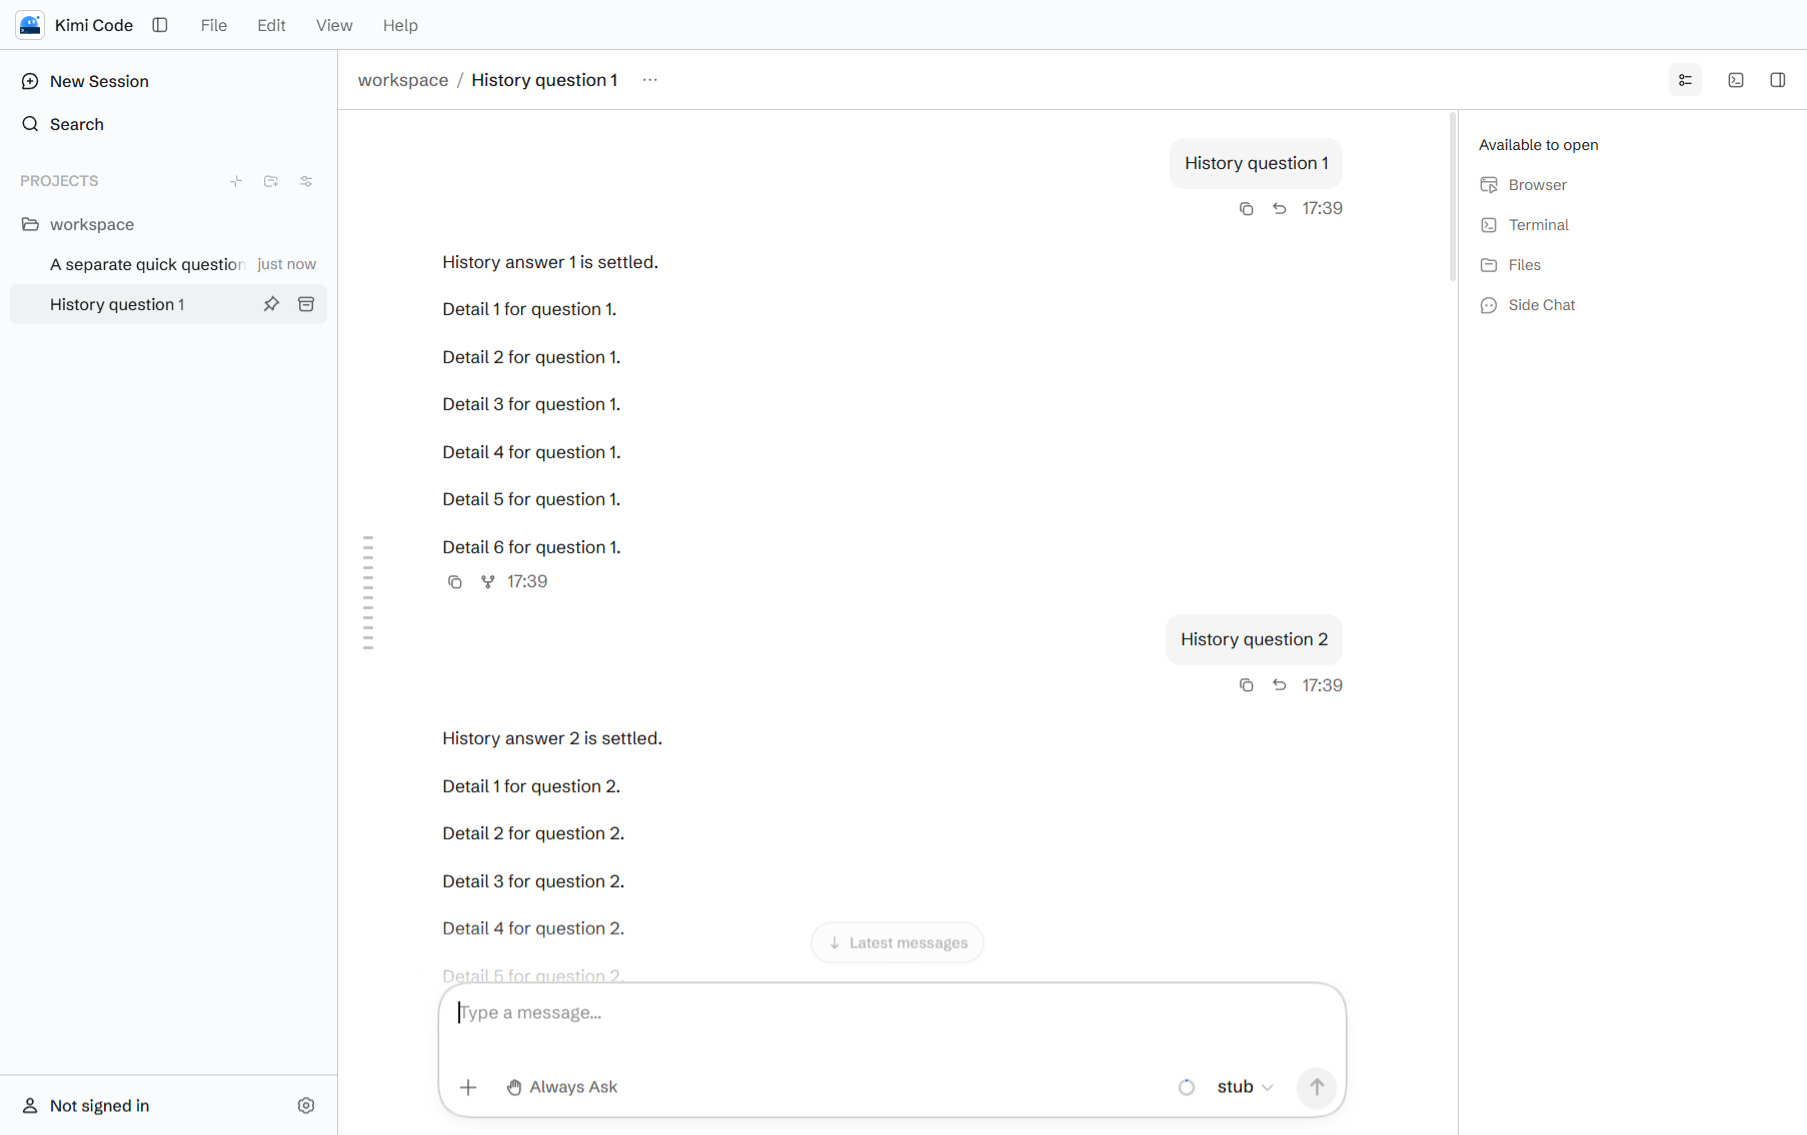 Kimi Code
File
Edit
View
Help
New Session
Search
PROJECTS
workspace
A separate quick question just now
History question 1
Not signed in
workspace / History question 1 ...
History question 1
17:39
History answer 1 is settled.
Detail 1 for question 1.
Detail 2 for question 1.
Detail 3 for question 1.
Detail 4 for question 1.
Detail 5 for question 1.
Detail 6 for question 1.
17:39
History question 2
17:39
History answer 2 is settled.
Detail 1 for question 2.
Detail 2 for question 2.
Detail 3 for question 2.
Detail 4 for question 2.
Detail 5 for question 2.
Latest messages
Type a message...
Always Ask
stub
Available to open
Browser
Terminal
Files
Side Chat